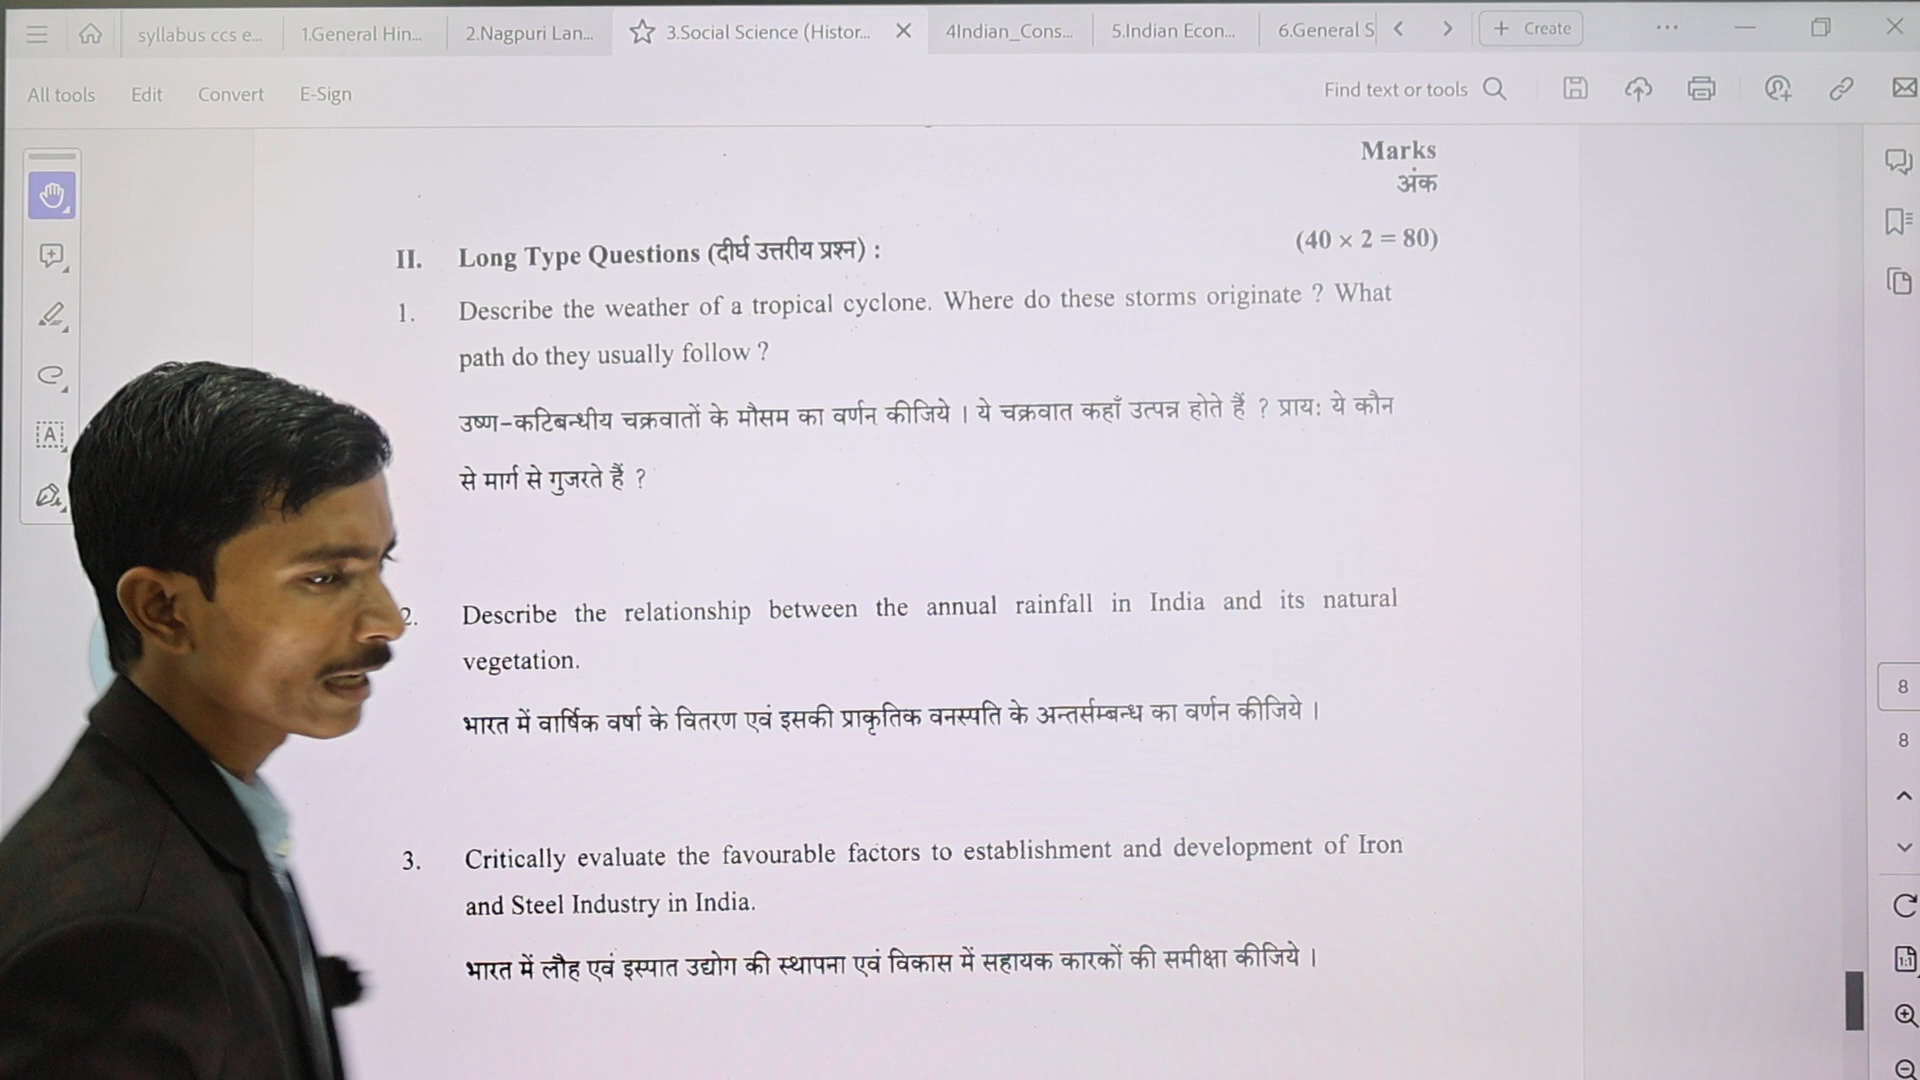 syllabus ccs e...
1.General Hin...
2.Nagpuri Lan...
3.Social Science (Histor...
4Indian_Cons...
5.Indian Econ...
6.General S
Create
All tools
Edit
Convert
E-Sign
Find text or tools
Marks
अंक
II. Long Type Questions (दीर्घ उत्तरीय प्रश्न) : (40 × 2 = 80)
1. Describe the weather of a tropical cyclone. Where do these storms originate ? What
path do they usually follow ?
उष्ण-कटिबन्धीय चक्रवातों के मौसम का वर्णन कीजिये । ये चक्रवात कहाँ उत्पन्न होते हैं ? प्राय: ये कौन
से मार्ग से गुजरते हैं ?
2. Describe the relationship between the annual rainfall in India and its natural
vegetation.
भारत में वार्षिक वर्षा के वितरण एवं इसकी प्राकृतिक वनस्पति के अन्तर्सम्बन्ध का वर्णन कीजिये ।
3. Critically evaluate the favourable factors to establishment and development of Iron
and Steel Industry in India.
भारत में लौह एवं इस्पात उद्योग की स्थापना एवं विकास में सहायक कारकों की समीक्षा कीजिये ।
8
8
1:1